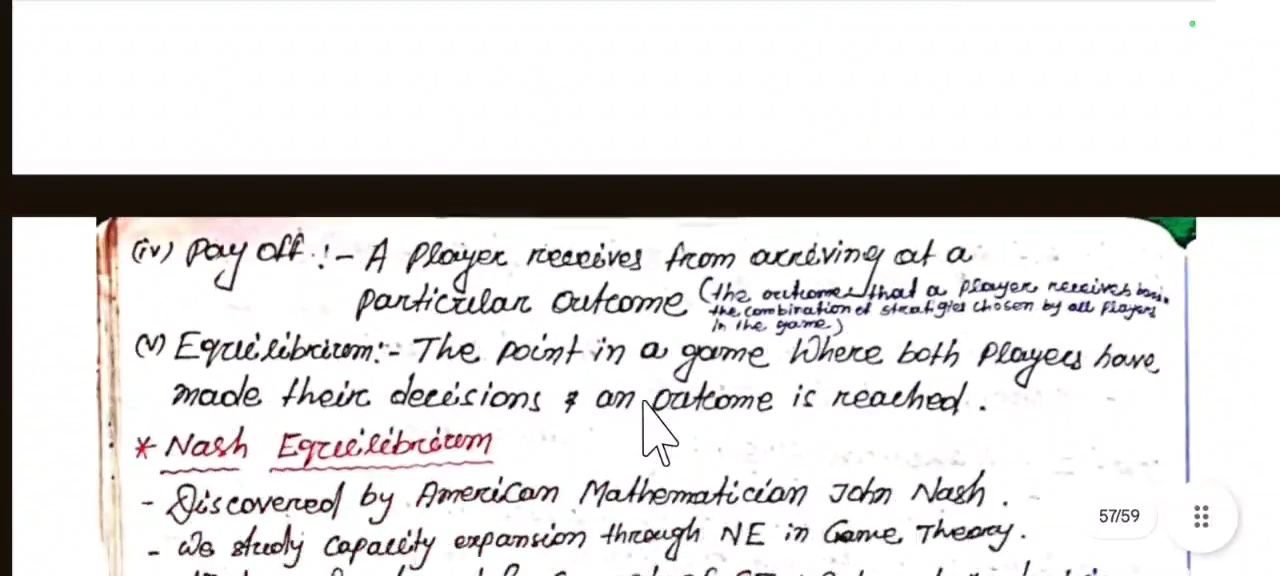 (iv) Pay off :- A Player receives from arriving at a
particular outcome (the outcome that a player receives
the combination of stratigies chosen by all Players
in the game)
(v) Equilibrium :- The point in a game Where both Players have
made their decisions & an outcome is reached.
* Nash Equilibrium
- Discovered by American Mathematician John Nash.
- We study capacity expansion through NE in Game Theory.
57/59